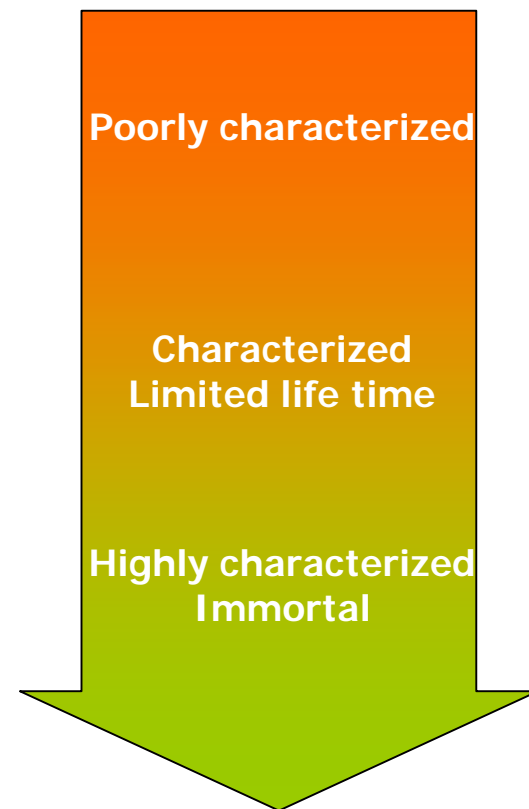 Poorly characterized
Characterized
Limited life time
Highly characterized
Immortal